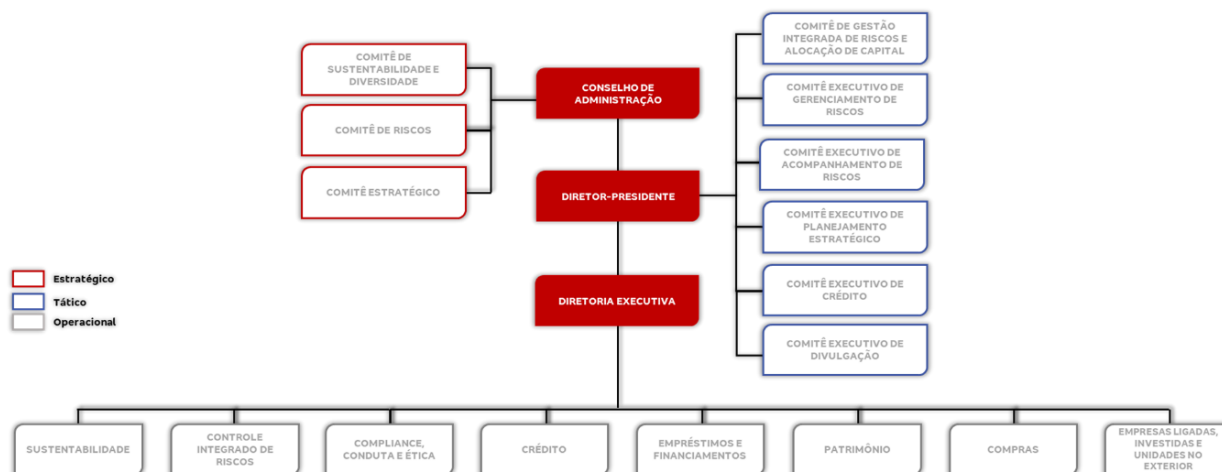 COMITÊ DE
SUSTENTABILIDADE E
DIVERSIDADE
COMITÊ DE RISCOS
COMITÊ ESTRATÉGICO
CONSELHO DE
ADMINISTRAÇÃO
DIRETOR-PRESIDENTE
DIRETORIA EXECUTIVA
COMITÊ DE GESTÃO
INTEGRADA DE RISCOS E
ALOCAÇÃO DE CAPITAL
COMITÊ EXECUTIVO DE
GERENCIAMENTO DE
RISCOS
COMITÊ EXECUTIVO DE
ACOMPANHAMENTO DE
RISCOS
COMITÊ EXECUTIVO DE
PLANEJAMENTO
ESTRATÉGICO
COMITÊ EXECUTIVO DE
CRÉDITO
COMITÊ EXECUTIVO DE
DIVULGAÇÃO
Estratégico
Tático
Operacional
SUSTENTABILIDADE
CONTROLE
INTEGRADO DE
RISCOS
COMPLIANCE,
CONDUTA E ÉTICA
CRÉDITO
EMPRÉSTIMOS E
FINANCIAMENTOS
PATRIMÔNIO
COMPRAS
EMPRESAS LIGADAS,
INVESTIDAS E
UNIDADES NO
EXTERIOR